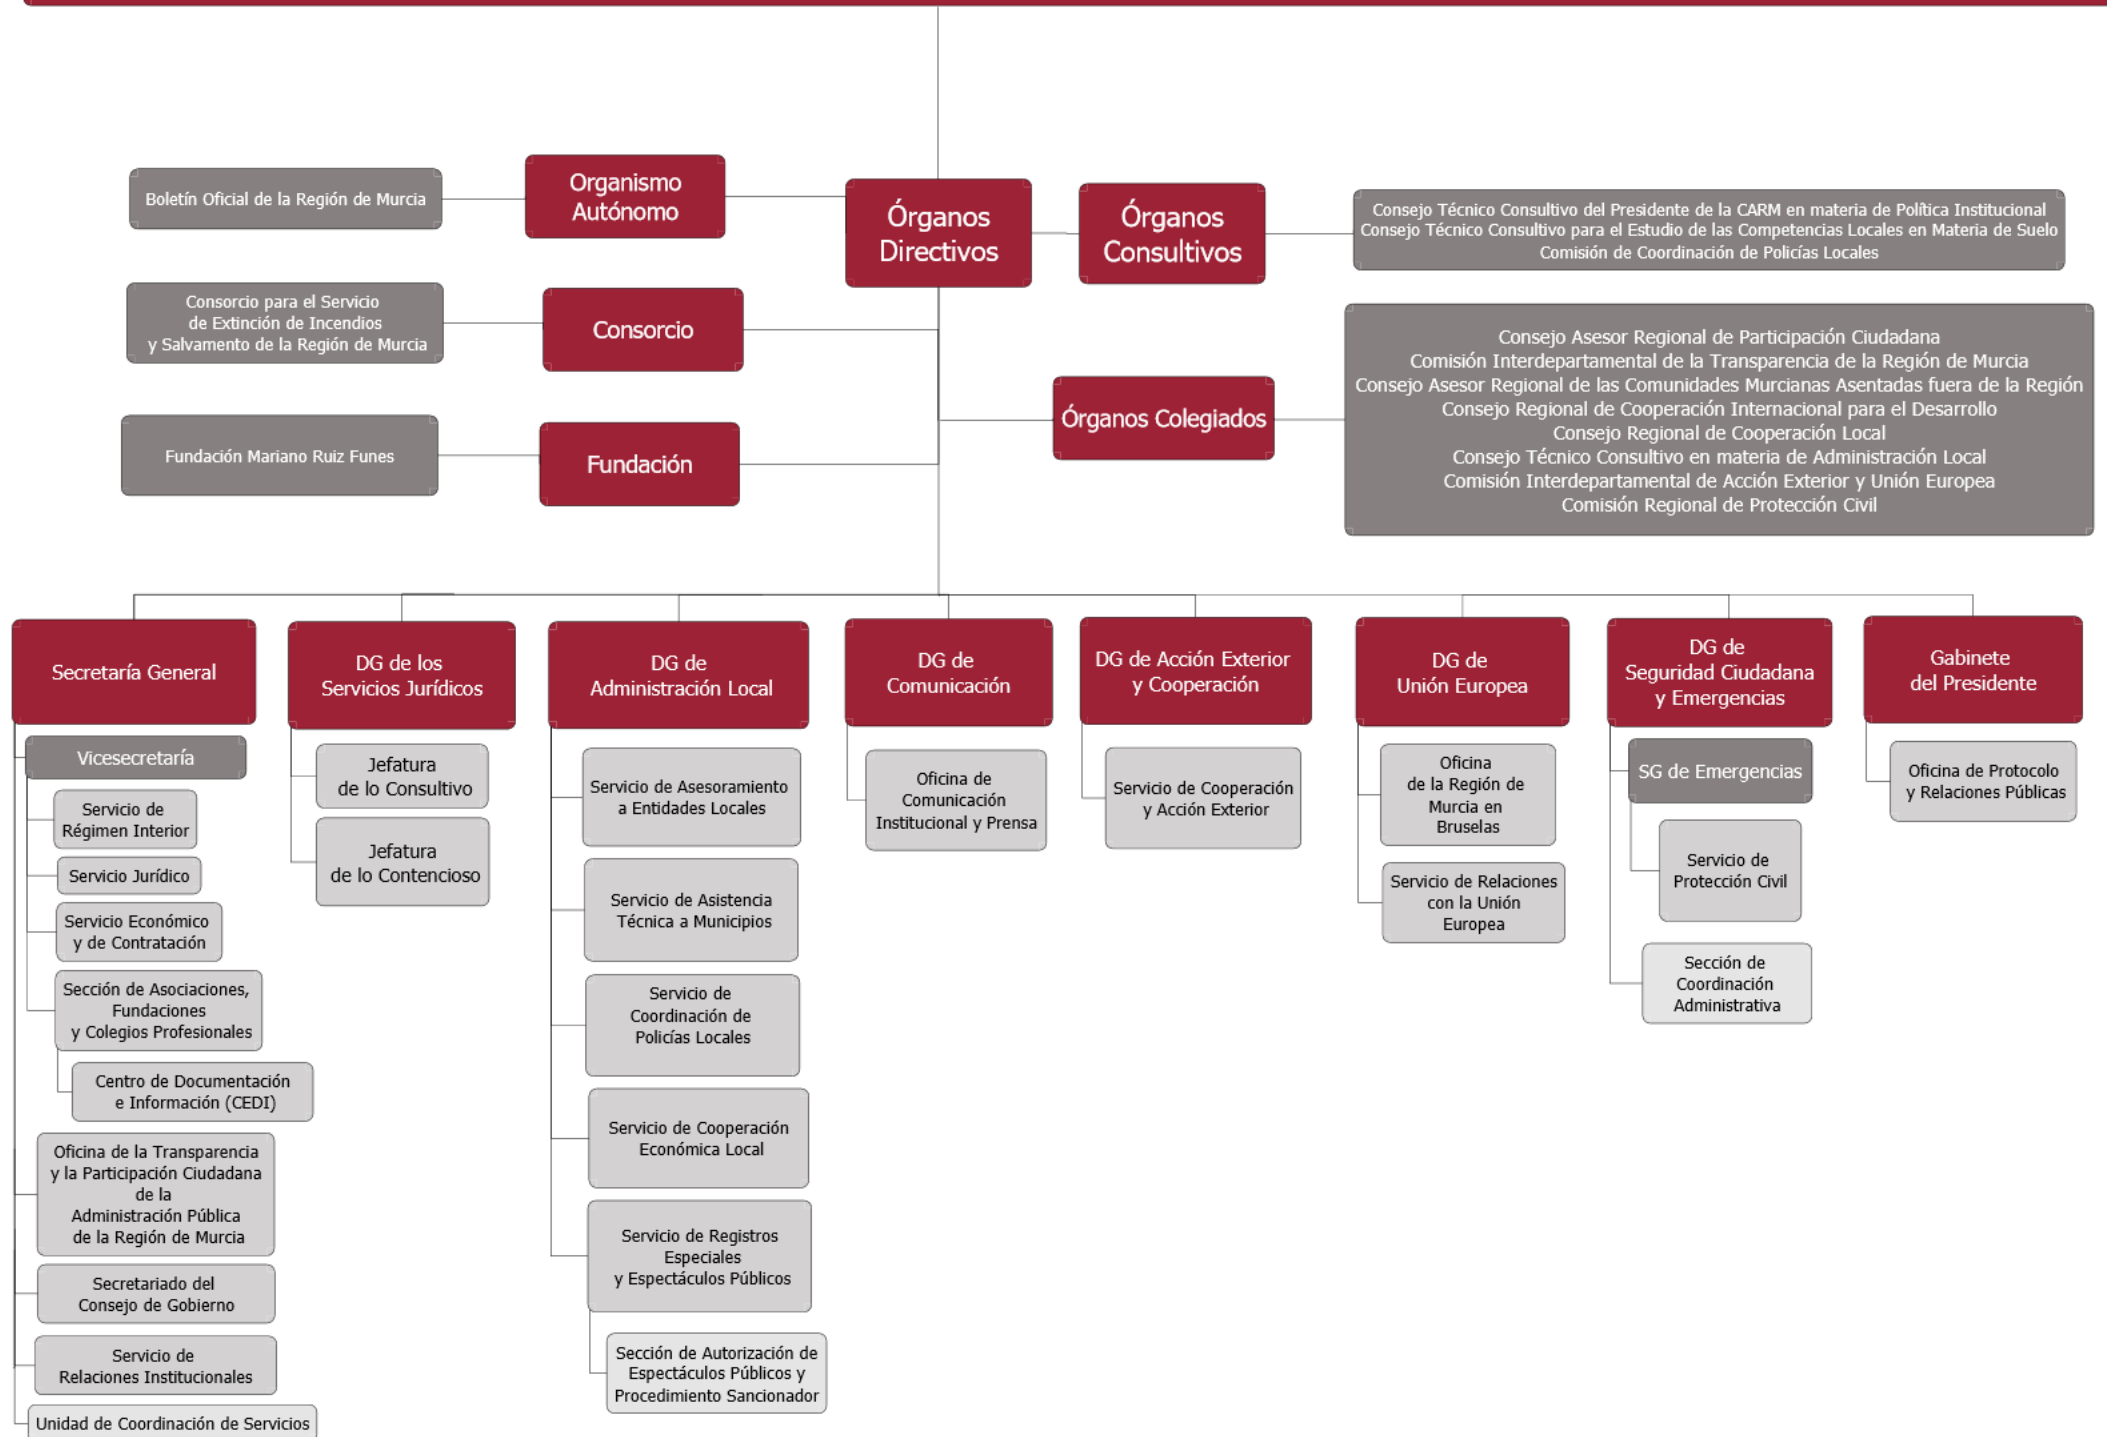 Boletín Oficial de la Región de Murcia
Organismo
Autónomo
Órganos
Directivos
Órganos
Consultivos
Consejo Técnico Consultivo del Presidente de la CARM en materia de Política Institucional
Consejo Técnico Consultivo para el Estudio de las Competencias Locales en Materia de Suelo
Comisión de Coordinación de Policías Locales
Consorcio para el Servicio
de Extinción de Incendios
y Salvamento de la Región de Murcia
Consorcio
Fundación Mariano Ruiz Funes
Fundación
Órganos Colegiados
Consejo Asesor Regional de Participación Ciudadana
Comisión Interdepartamental de la Transparencia de la Región de Murcia
Consejo Asesor Regional de las Comunidades Murcianas Asentadas fuera de la Región
Consejo Regional de Cooperación Internacional para el Desarrollo
Consejo Regional de Cooperación Local
Consejo Técnico Consultivo en materia de Administración Local
Comisión Interdepartamental de Acción Exterior y Unión Europea
Comisión Regional de Protección Civil
Secretaría General
Vicesecretaría
Servicio de
Régimen Interior
Servicio Jurídico
Servicio Económico
y de Contratación
Sección de Asociaciones,
Fundaciones
y Colegios Profesionales
Centro de Documentación
e Información (CEDI)
Oficina de la Transparencia
y la Participación Ciudadana
de la
Administración Pública
de la Región de Murcia
Secretariado del
Consejo de Gobierno
Servicio de
Relaciones Institucionales
Unidad de Coordinación de Servicios
DG de los
Servicios Jurídicos
Jefatura
de lo Consultivo
Jefatura
de lo Contencioso
DG de
Administración Local
Servicio de Asesoramiento
a Entidades Locales
Servicio de Asistencia
Técnica a Municipios
Servicio de
Coordinación de
Policías Locales
Servicio de Cooperación
Económica Local
Servicio de Registros
Especiales
y Espectáculos Públicos
Sección de Autorización de
Espectáculos Públicos y
Procedimiento Sancionador
DG de
Comunicación
Oficina de
Comunicación
Institucional y Prensa
DG de Acción Exterior
y Cooperación
Servicio de Cooperación
y Acción Exterior
DG de
Unión Europea
Oficina
de la Región de
Murcia en
Bruselas
Servicio de Relaciones
con la Unión
Europea
DG de
Seguridad Ciudadana
y Emergencias
SG de Emergencias
Servicio de
Protección Civil
Sección de
Coordinación
Administrativa
Gabinete
del Presidente
Oficina de Protocolo
y Relaciones Públicas